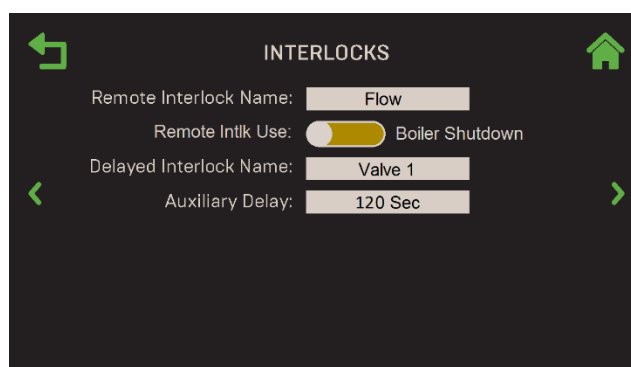 INTERLOCKS
Remote Interlock Name: Flow
Remote Intlk Use: Boiler Shutdown
Delayed Interlock Name: Valve 1
Auxiliary Delay: 120 Sec